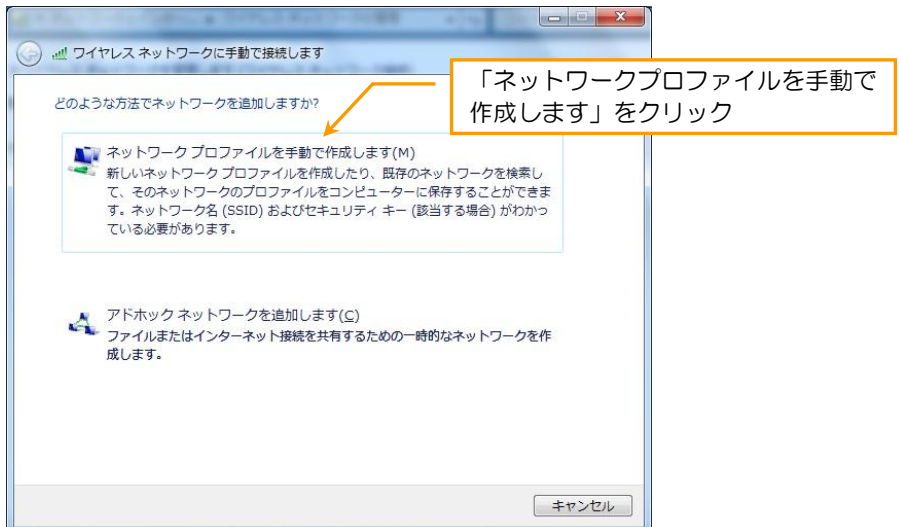 ワイヤレス ネットワークに手動で接続します
「ネットワークプロファイルを手動で
作成します」をクリック
どのような方法でネットワークを追加しますか?
ネットワーク プロファイルを手動で作成します(M)
新しいネットワーク プロファイルを作成したり、既存のネットワークを検索し
て、そのネットワークのプロファイルをコンピューターに保存することができま
す。ネットワーク名 (SSID) およびセキュリティ キー (該当する場合) がわかっ
ている必要があります。
アドホック ネットワークを追加します(C)
ファイルまたはインターネット接続を共有するための一時的なネットワークを作
成します。
キャンセル